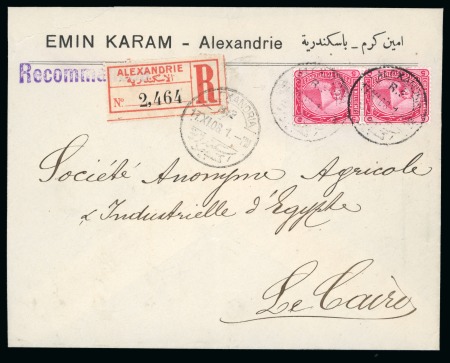 EMIN KARAM – Alexandrie امين كرم – باسكندرية
Recomma
ALEXANDRIE
R
No 2,464
Société Anonyme Agricole
& Industrielle d'Egypte
Le Caire